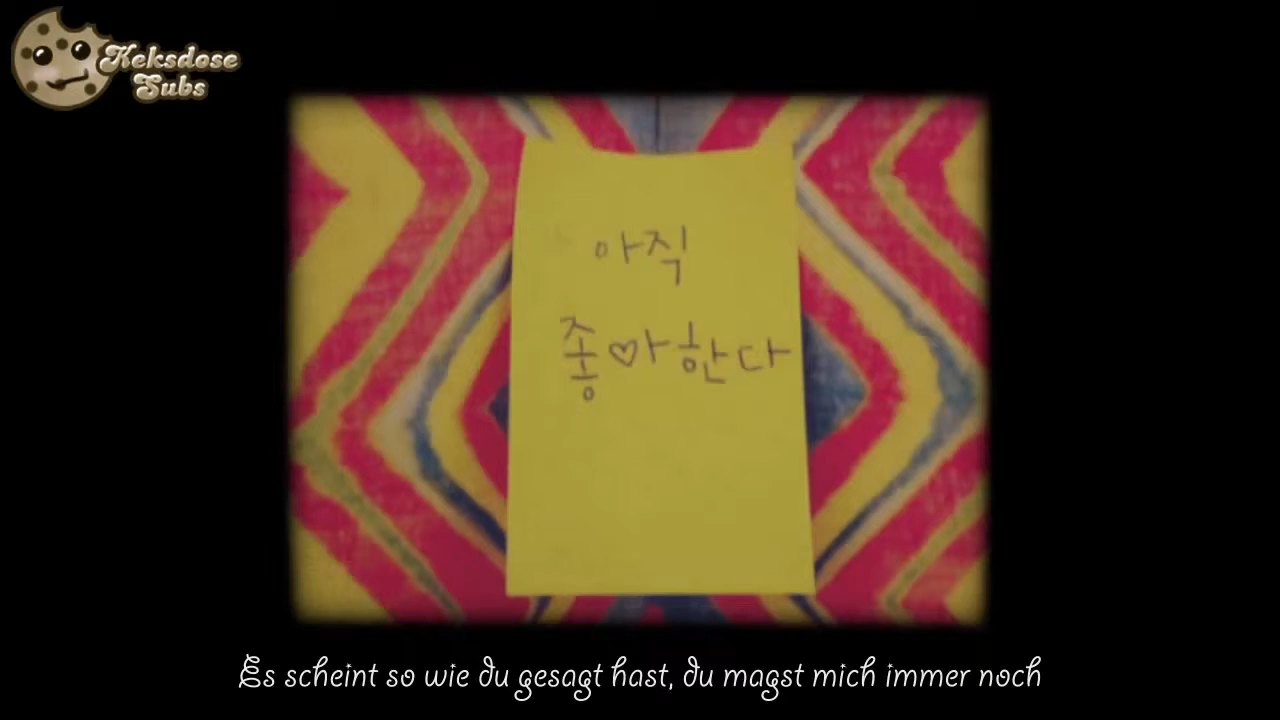 Keksdose
Subs
아직
좋♡ㅏ한다
Es scheint so wie du gesagt hast, du magst mich immer noch